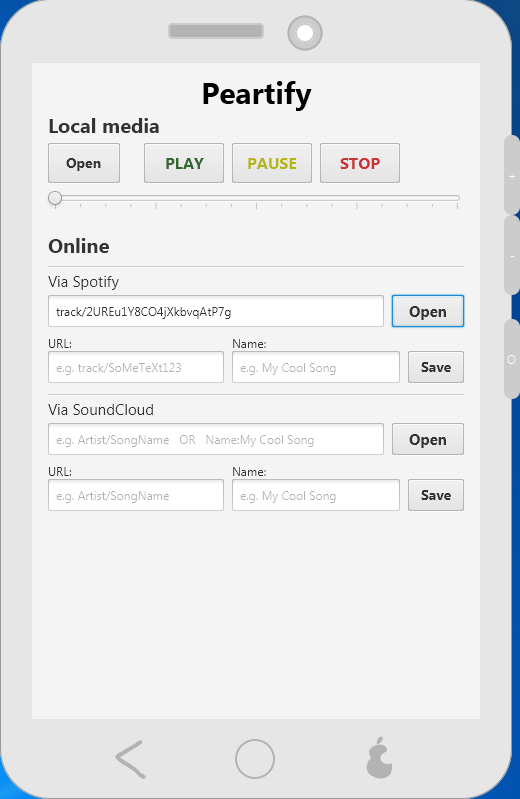 Peartify
Local media
Open PLAY PAUSE STOP
+
Online
-
Via Spotify
track/2UREu1Y8CO4jXkbvqAtP7g Open
URL: Name:
O
e.g. track/SoMeTeXt123 e.g. My Cool Song Save
Via SoundCloud
e.g. Artist/SongName OR Name:My Cool Song Open
URL: Name:
e.g. Artist/SongName e.g. My Cool Song Save